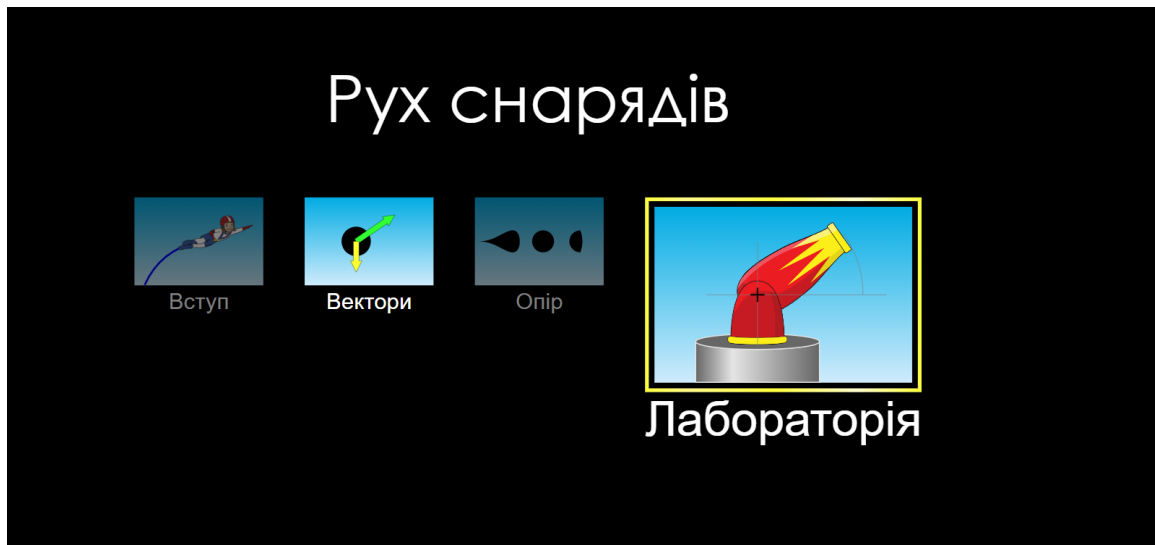 Рух снарядів
Вступ
Вектори
Опір
Лабораторія